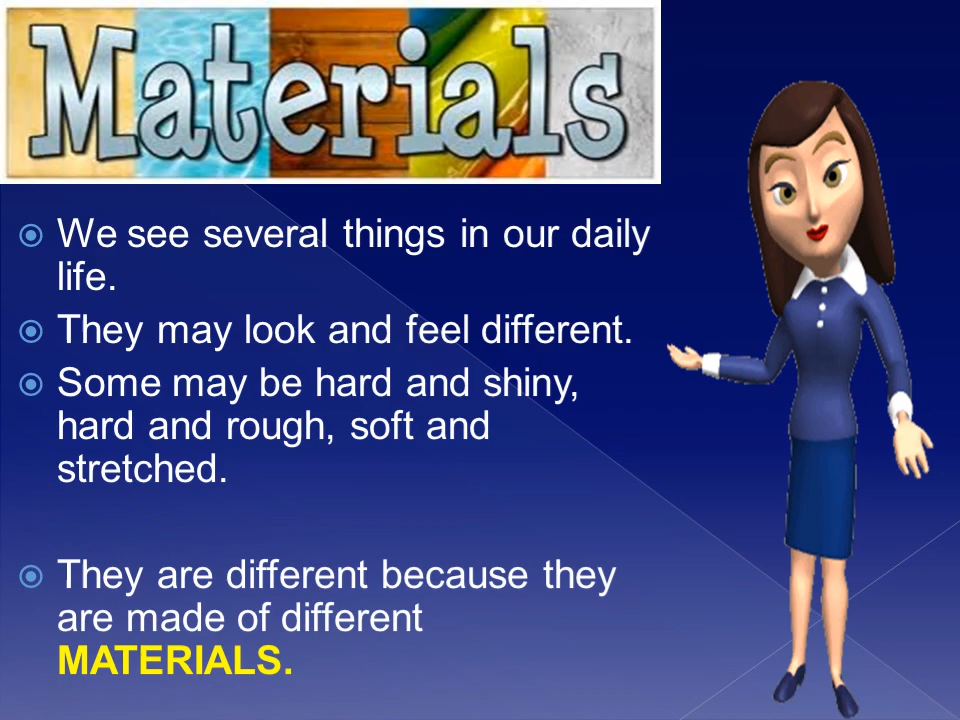 Materials
We see several things in our daily
life.
They may look and feel different.
Some may be hard and shiny,
hard and rough, soft and
stretched.
They are different because they
are made of different
MATERIALS.